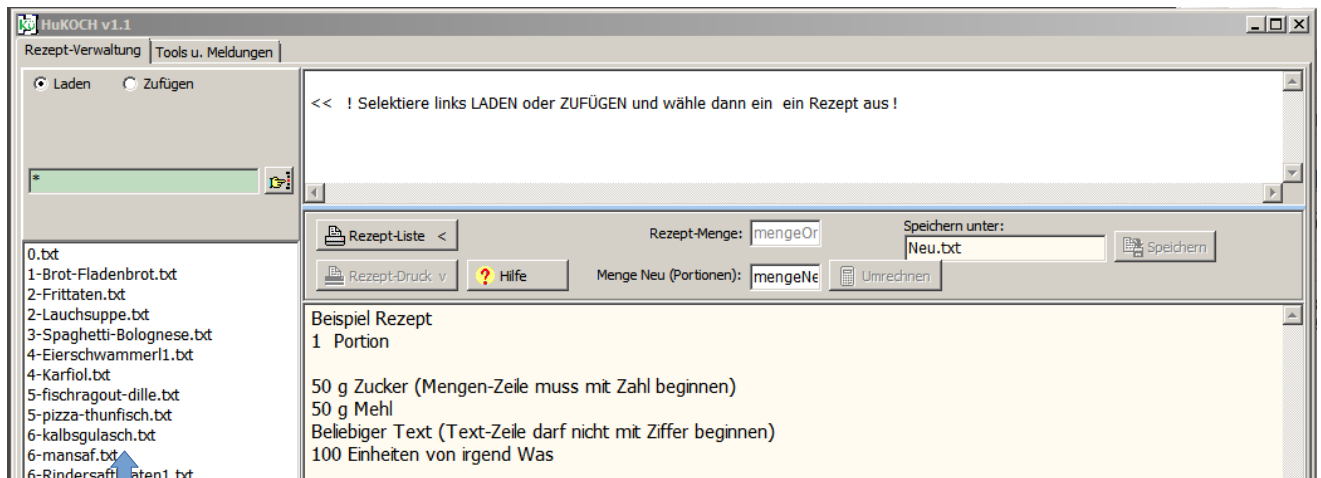 HuKOCH v1.1
Rezept-Verwaltung
Tools u. Meldungen
Laden
Zufügen
*
<< ! Selektiere links LADEN oder ZUFÜGEN und wähle dann ein ein Rezept aus !
Rezept-Liste <
Rezept-Menge: mengeOr
Speichern unter:
Neu.txt
Speichern
Rezept-Druck v
? Hilfe
Menge Neu (Portionen): mengeNe
Umrechnen
0.txt
1-Brot-Fladenbrot.txt
2-Frittaten.txt
2-Lauchsuppe.txt
3-Spaghetti-Bolognese.txt
4-Eierschwammerl1.txt
4-Karfiol.txt
5-fischragout-dille.txt
5-pizza-thunfisch.txt
6-kalbsgulasch.txt
6-mansaf.txt
Beispiel Rezept
1 Portion
50 g Zucker (Mengen-Zeile muss mit Zahl beginnen)
50 g Mehl
Beliebiger Text (Text-Zeile darf nicht mit Ziffer beginnen)
100 Einheiten von irgend Was